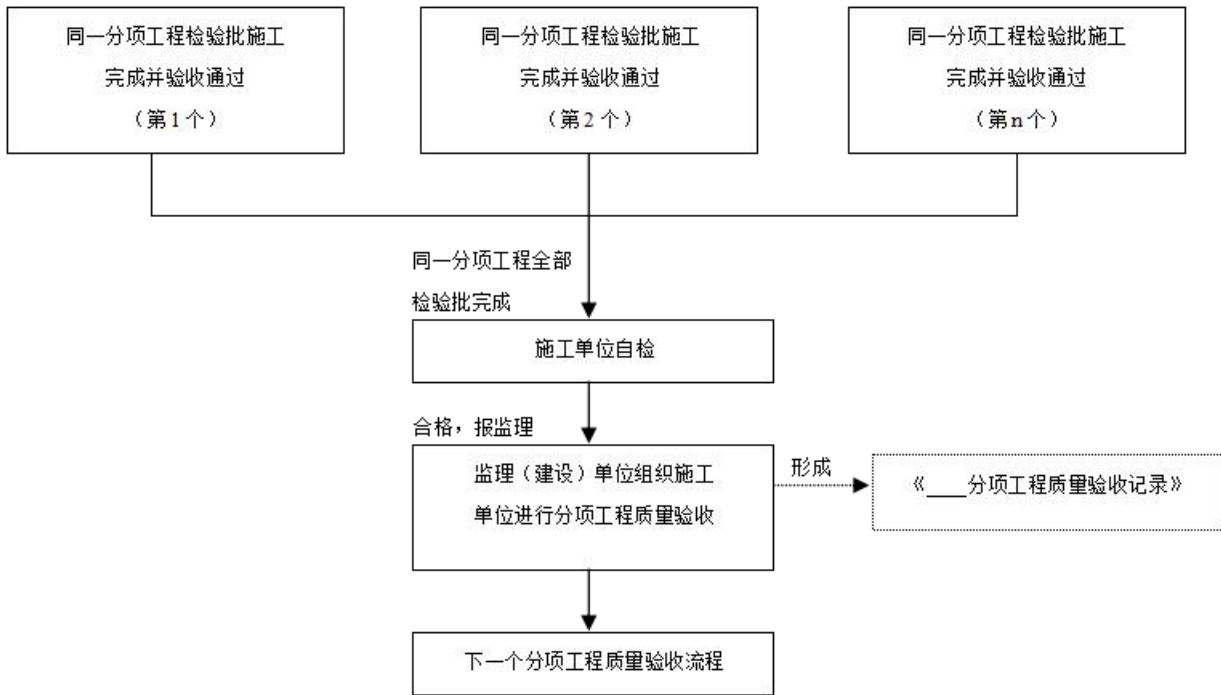 同一分项工程检验批施工
完成并验收通过
（第1个）
同一分项工程检验批施工
完成并验收通过
（第2个）
同一分项工程检验批施工
完成并验收通过
（第n个）
同一分项工程全部
检验批完成
施工单位自检
合格，报监理
监理（建设）单位组织施工
单位进行分项工程质量验收
形成
《____分项工程质量验收记录》
下一个分项工程质量验收流程